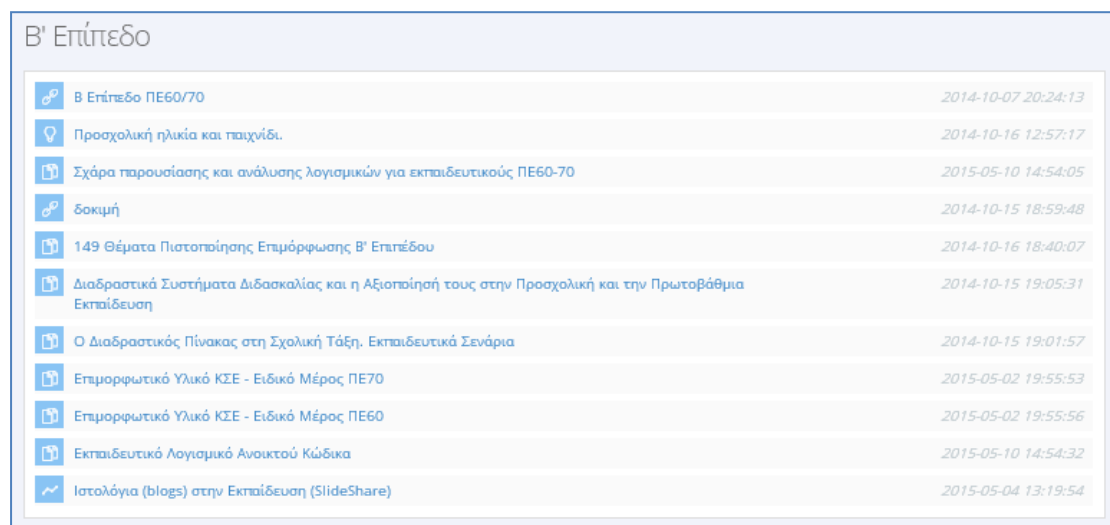 Β' Επίπεδο
Β Επίπεδο ΠΕ60/70 2014-10-07 20:24:13
Προσχολική ηλικία και παιχνίδι. 2014-10-16 12:57:17
Σχάρα παρουσίασης και ανάλυσης λογισμικών για εκπαιδευτικούς ΠΕ60-70 2015-05-10 14:54:05
δοκιμή 2014-10-15 18:59:48
149 Θέματα Πιστοποίησης Επιμόρφωσης Β' Επιπέδου 2014-10-16 18:40:07
Διαδραστικά Συστήματα Διδασκαλίας και η Αξιοποίησή τους στην Προσχολική και την Πρωτοβάθμια 2014-10-15 19:05:31
Εκπαίδευση
Ο Διαδραστικός Πίνακας στη Σχολική Τάξη. Εκπαιδευτικά Σενάρια 2014-10-15 19:01:57
Επιμορφωτικό Υλικό ΚΣΕ - Ειδικό Μέρος ΠΕ70 2015-05-02 19:55:53
Επιμορφωτικό Υλικό ΚΣΕ - Ειδικό Μέρος ΠΕ60 2015-05-02 19:55:56
Εκπαιδευτικό Λογισμικό Ανοικτού Κώδικα 2015-05-10 14:54:32
Ιστολόγια (blogs) στην Εκπαίδευση (SlideShare) 2015-05-04 13:19:54